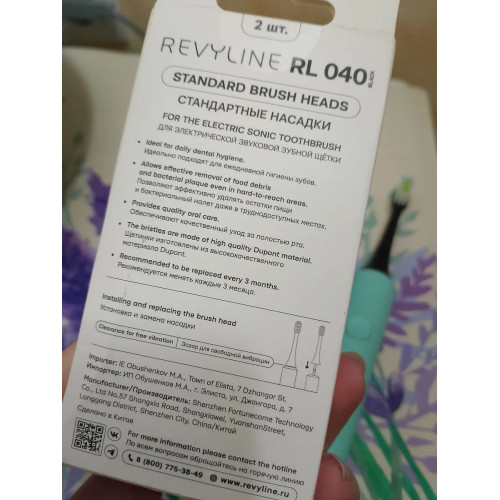 2 шт.
REVYLINE RL 040 BLACK
STANDARD BRUSH HEADS
СТАНДАРТНЫЕ НАСАДКИ
FOR THE ELECTRIC SONIC TOOTHBRUSH
ДЛЯ ЭЛЕКТРИЧЕСКОЙ ЗВУКОВОЙ ЗУБНОЙ ЩЁТКИ
• Ideal for daily dental hygiene.
Идеально подходят для ежедневной гигиены зубов.
• Allows effective removal of food debris
and bacterial plaque even in hard-to-reach areas.
Позволяют эффективно удалять остатки пищи
и бактериальный налет даже в труднодоступных местах.
• Provides quality oral care.
Обеспечивают качественный уход за полостью рта.
• The bristles are made of high quality Dupont material.
Щетинки изготовлены из высококачественного
материала Dupont.
• Recommended to be replaced every 3 months.
Рекомендуется менять каждые 3 месяца.
Installing and replacing the brush head
Установка и замена насадки
Clearance for free vibration
Зазор для свободной вибрации
Importer: IE Obushenkov M.A., Town of Elista, 7 Dzhangar St.
Импортер: ИП Обушенков М.А., г. Элиста, ул. Джангара, д. 7
Manufacturer/Производитель: Shenzhen Fortunecome Technology
Co., Ltd No.57 Shangxia Road, Shangxiawei, YuanshanStreet,
Longgang District, Shenzhen City, China/Китай
Сделано в Китае
For more information please contact the hotline
По всем вопросам обращайтесь на горячую линию
8 (800) 775-38-49
www.revyline.ru